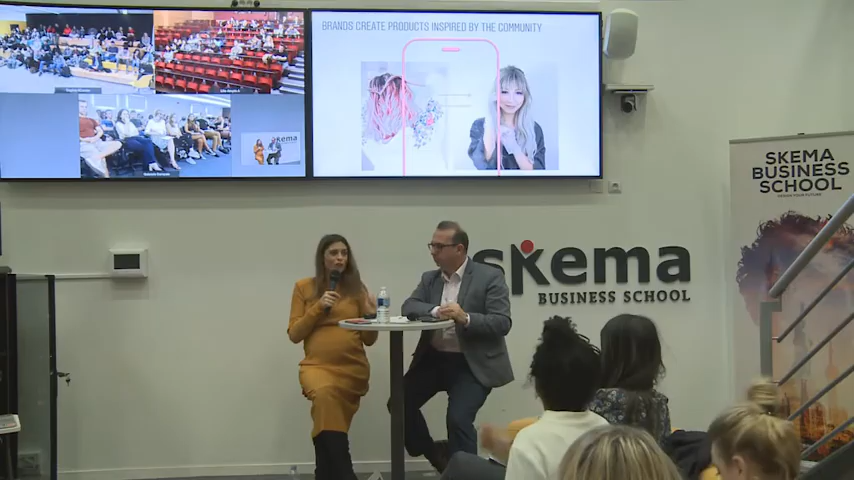 BRANDS CREATE PRODUCTS INSPIRED BY THE COMMUNITY
skema
SKEMA
BUSINESS
SCHOOL
skema
BUSINESS SCHOOL